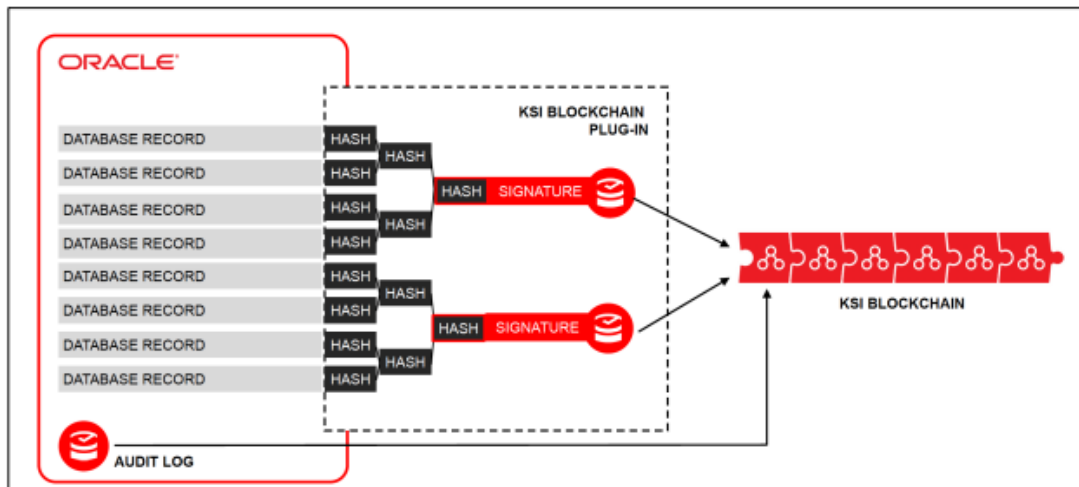 ORACLE®
KSI BLOCKCHAIN
PLUG-IN
DATABASE RECORD HASH
HASH
DATABASE RECORD HASH
HASH SIGNATURE
DATABASE RECORD HASH
HASH
DATABASE RECORD HASH
DATABASE RECORD HASH
HASH
DATABASE RECORD HASH
HASH SIGNATURE
DATABASE RECORD HASH
HASH
DATABASE RECORD HASH
KSI BLOCKCHAIN
AUDIT LOG